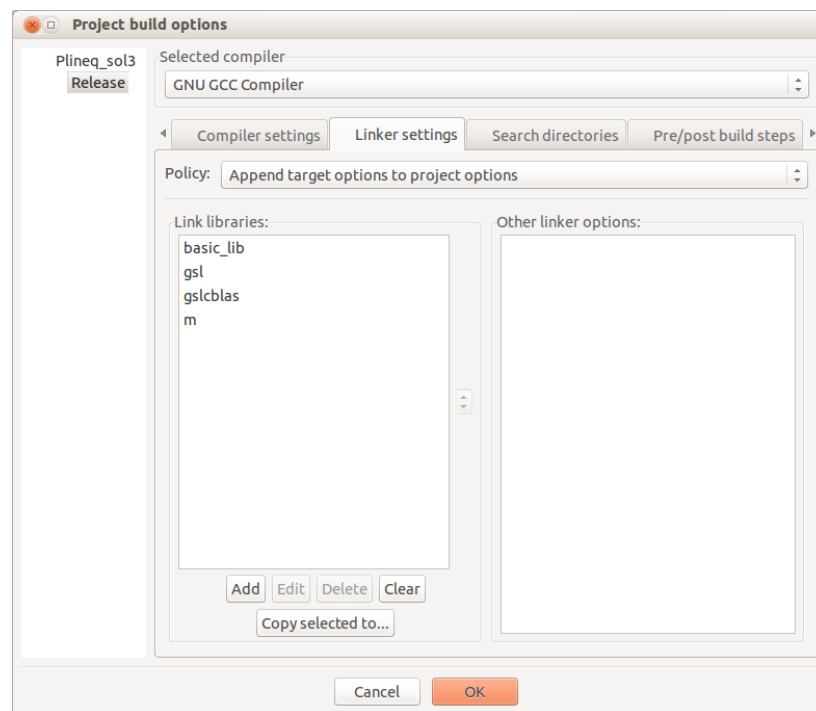 Project build options
Plineq_sol3
Release
Selected compiler
GNU GCC Compiler
Compiler settings Linker settings Search directories Pre/post build steps
Policy: Append target options to project options
Link libraries:
basic_lib
gsl
gslcblas
m
Add Edit Delete Clear
Copy selected to...
Other linker options:
Cancel OK